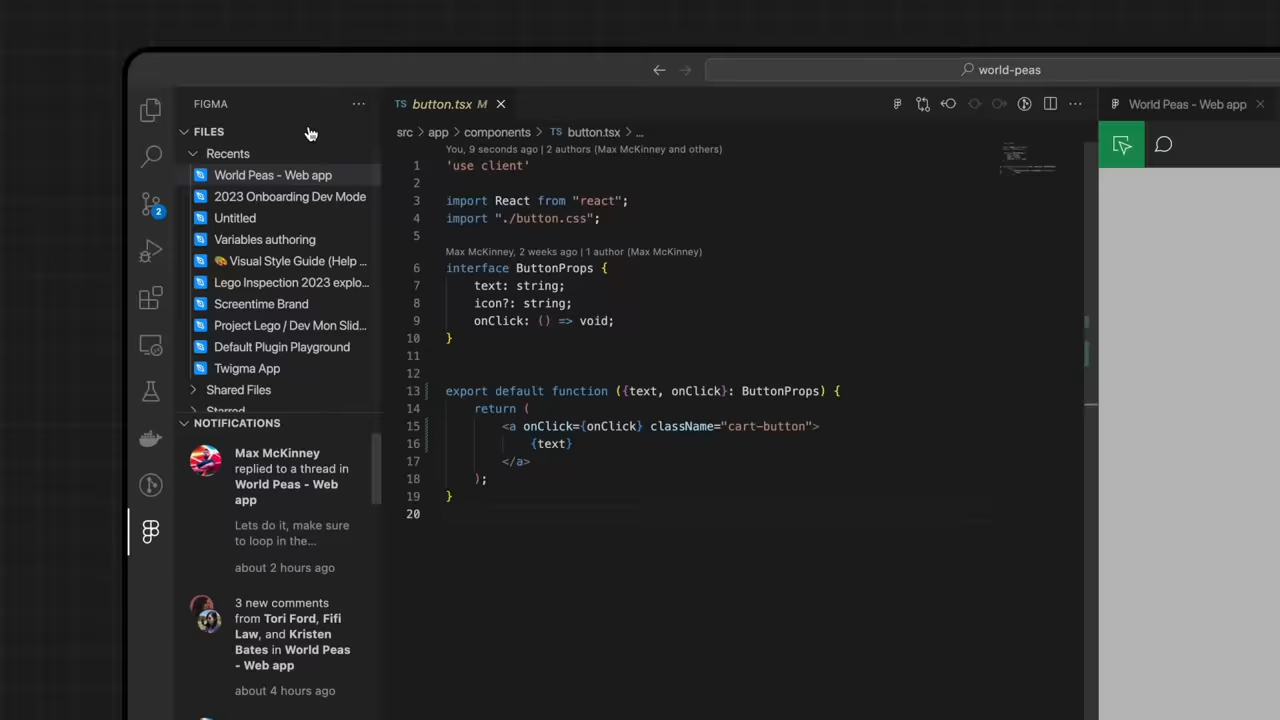 world-peas
FIGMA
FILES
Recents
World Peas - Web app
2023 Onboarding Dev Mode
Untitled
Variables authoring
🎨 Visual Style Guide (Help ...
Lego Inspection 2023 explo...
Screentime Brand
Project Lego / Dev Mon Slid...
Default Plugin Playground
Twigma App
Shared Files
Starred
NOTIFICATIONS
Max McKinney
replied to a thread in
World Peas - Web
app
Lets do it, make sure
to loop in the...
about 2 hours ago
3 new comments
from Tori Ford, Fifi
Law, and Kristen
Bates in World Peas
- Web app
about 4 hours ago
2
TS button.tsx M
src > app > components > TS button.tsx > ...
You, 9 seconds ago | 2 authors (Max McKinney and others)
1 'use client'
2
3 import React from "react";
4 import "./button.css";
5
Max McKinney, 2 weeks ago | 1 author (Max McKinney)
6 interface ButtonProps {
7 text: string;
8 icon?: string;
9 onClick: () => void;
10 }
11
12
13 export default function ({text, onClick}: ButtonProps) {
14 return (
15 <a onClick={onClick} className="cart-button">
16 {text}
17 </a>
18 );
19 }
20
World Peas - Web app